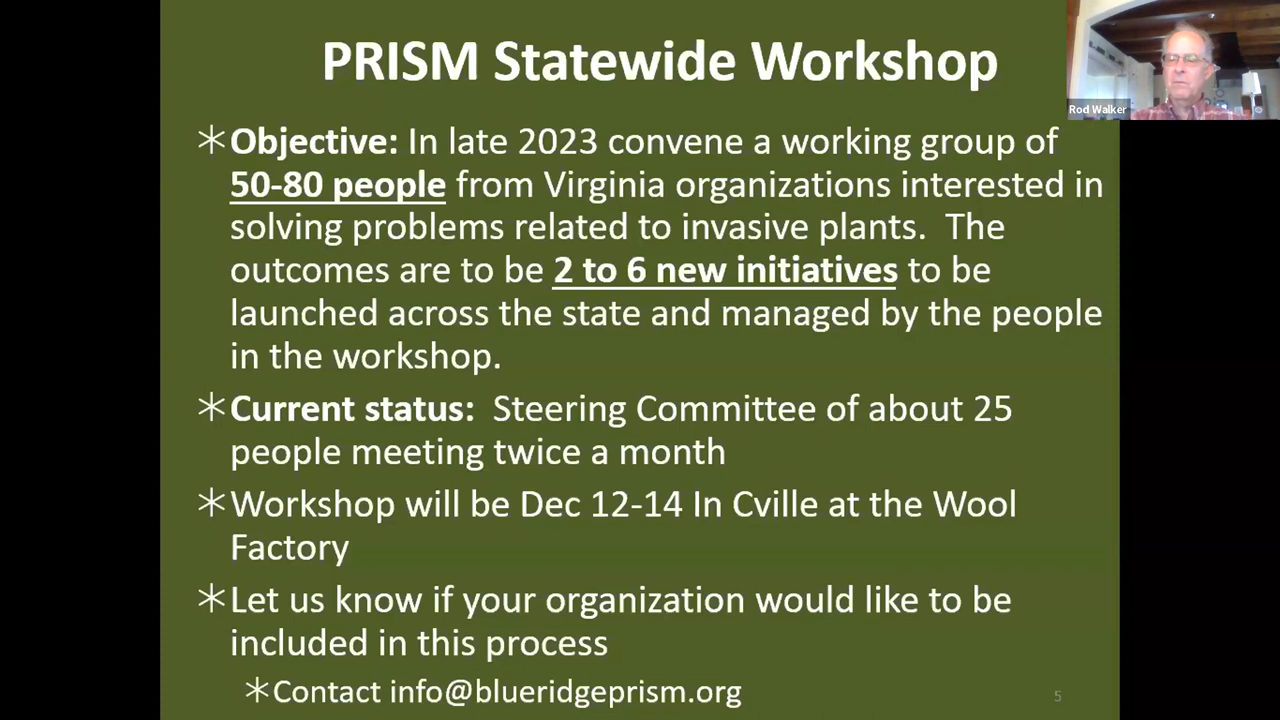 PRISM Statewide Workshop
Rod Walker
Objective: In late 2023 convene a working group of
50-80 people from Virginia organizations interested in
solving problems related to invasive plants.  The
outcomes are to be 2 to 6 new initiatives to be
launched across the state and managed by the people
in the workshop.
Current status:  Steering Committee of about 25
people meeting twice a month
Workshop will be Dec 12-14 In Cville at the Wool
Factory
Let us know if your organization would like to be
included in this process
Contact info@blueridgeprism.org
5